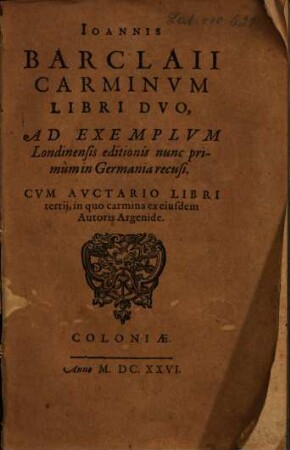 IOANNIS
BARCLAII
CARMINVM
LIBRI DVO,
AD EXEMPLVM
Londinensis editionis nunc pri-
mùm in Germania recusi,
CVM AVCTARIO LIBRI
tertij, in quo carmina ex eiusdem
Autoris Argenide.
COLONIÆ.
Anno M. DC. XXVI.